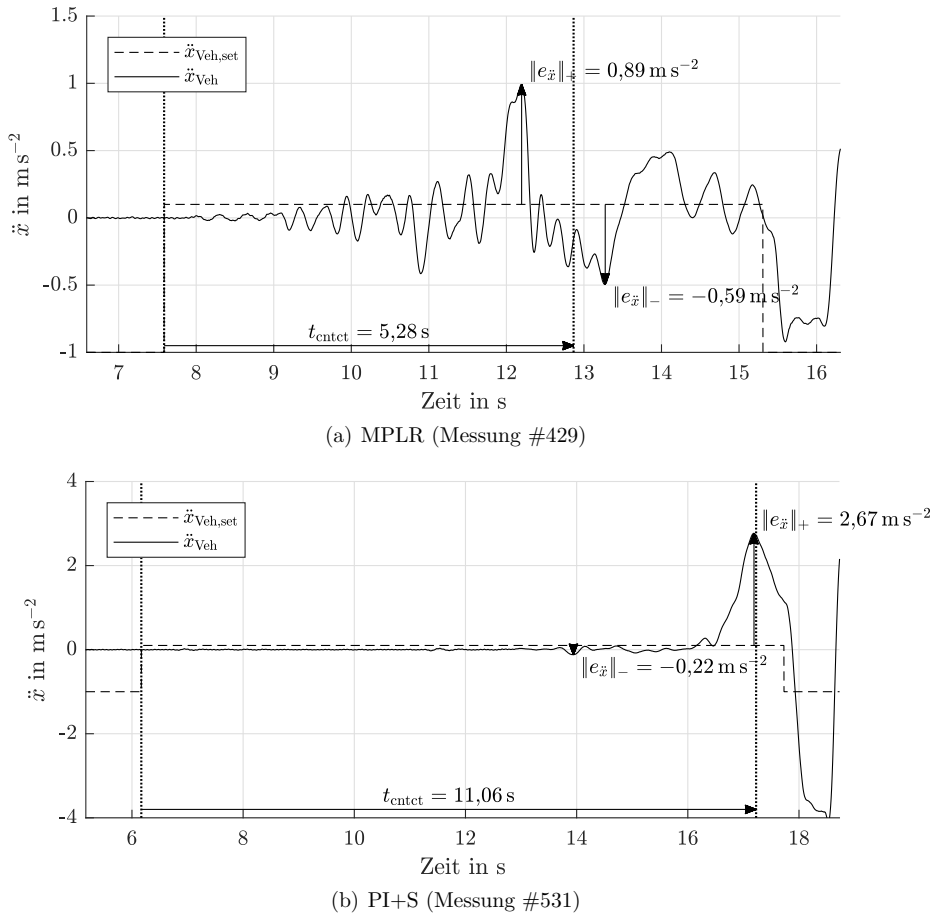 1.5
1
0.5
0
-0.5
-1
ẍ in m s⁻²
ẍVeh,set
ẍVeh
‖eẍ‖₊ = 0,89 m s⁻²
‖eẍ‖₋ = −0,59 m s⁻²
tcntct = 5,28 s
7 8 9 10 11 12 13 14 15 16
Zeit in s
(a) MPLR (Messung #429)
4
2
0
-2
-4
ẍ in m s⁻²
ẍVeh,set
ẍVeh
‖eẍ‖₊ = 2,67 m s⁻²
‖eẍ‖₋ = −0,22 m s⁻²
tcntct = 11,06 s
6 8 10 12 14 16 18
Zeit in s
(b) PI+S (Messung #531)